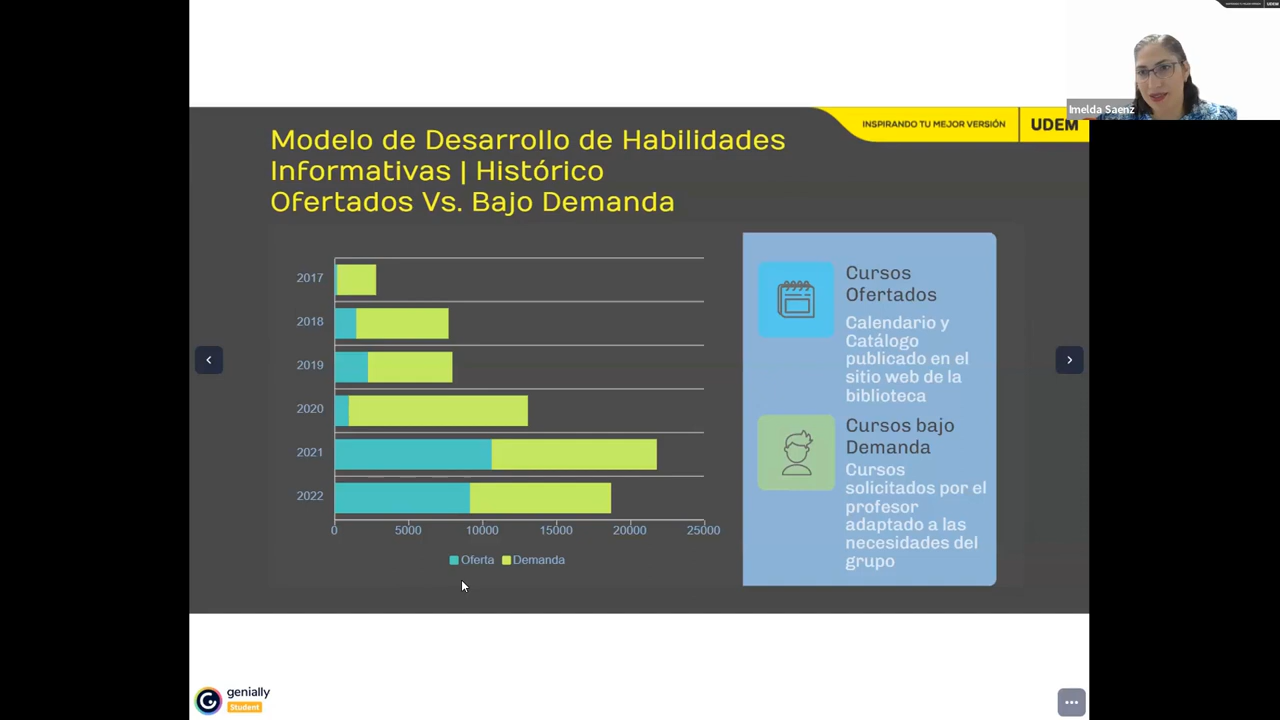 Imelda Saenz
INSPIRANDO TU MEJOR VERSIÓN
UDEM
Modelo de Desarrollo de Habilidades
Informativas | Histórico
Ofertados Vs. Bajo Demanda
2017
2018
2019
2020
2021
2022
0 5000 10000 15000 20000 25000
Oferta Demanda
Cursos
Ofertados
Calendario y
Catálogo
publicado en el
sitio web de la
biblioteca
Cursos bajo
Demanda
Cursos
solicitados por el
profesor
adaptado a las
necesidades del
grupo
genially
Student